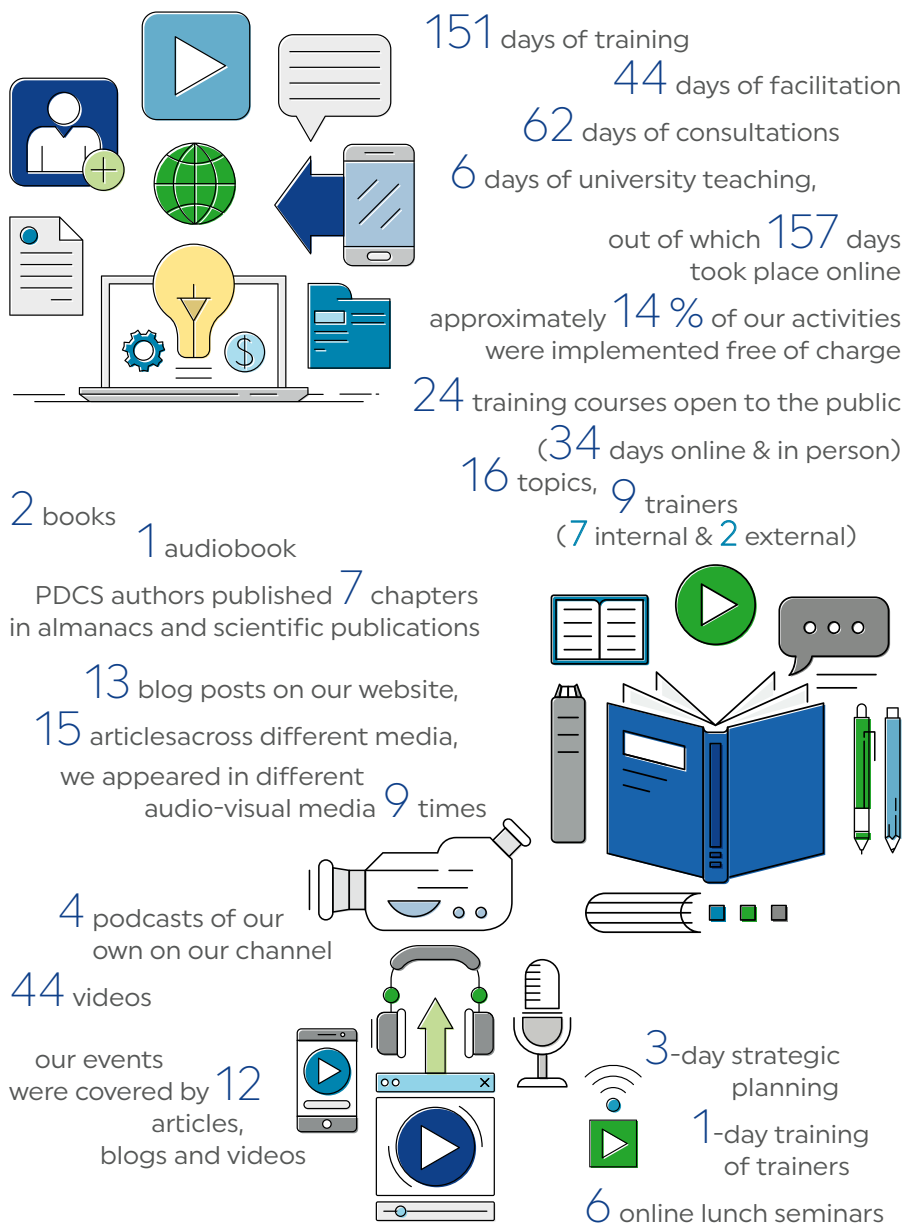 151 days of training
44 days of facilitation
62 days of consultations
6 days of university teaching,
out of which 157 days
took place online
approximately 14 % of our activities
were implemented free of charge
24 training courses open to the public
(34 days online & in person)
16 topics, 9 trainers
(7 internal & 2 external)
2 books
1 audiobook
PDCS authors published 7 chapters
in almanacs and scientific publications
13 blog posts on our website,
15 articlesacross different media,
we appeared in different
audio-visual media 9 times
4 podcasts of our
own on our channel
44 videos
our events
were covered by 12
articles,
blogs and videos
3-day strategic
planning
1-day training
of trainers
6 online lunch seminars